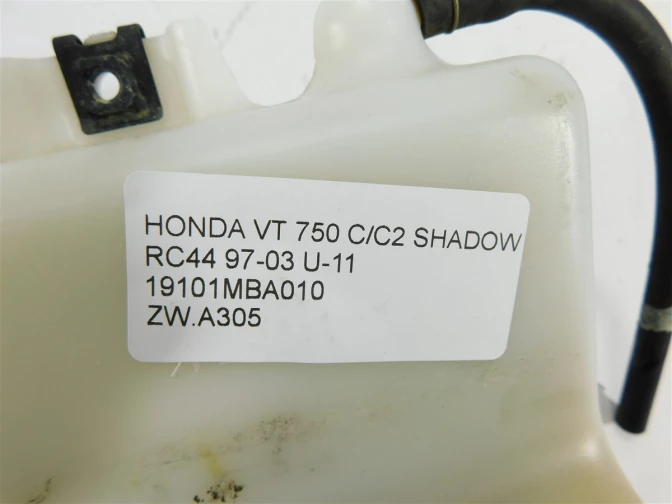 HONDA VT 750 C/C2 SHADOW
RC44 97-03 U-11
19101MBA010
ZW.A305